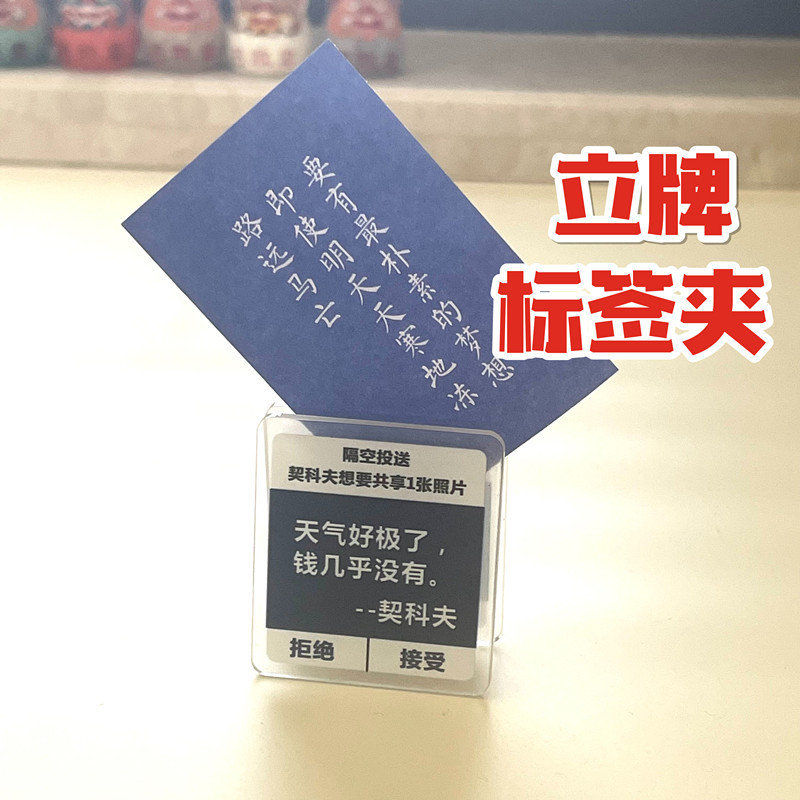 立牌
标签夹
要有最朴素的梦想
即使明天天寒地冻
路远马亡
隔空投送
契科夫想要共享1张照片
天气好极了，
钱几乎没有。
--契科夫
拒绝
接受